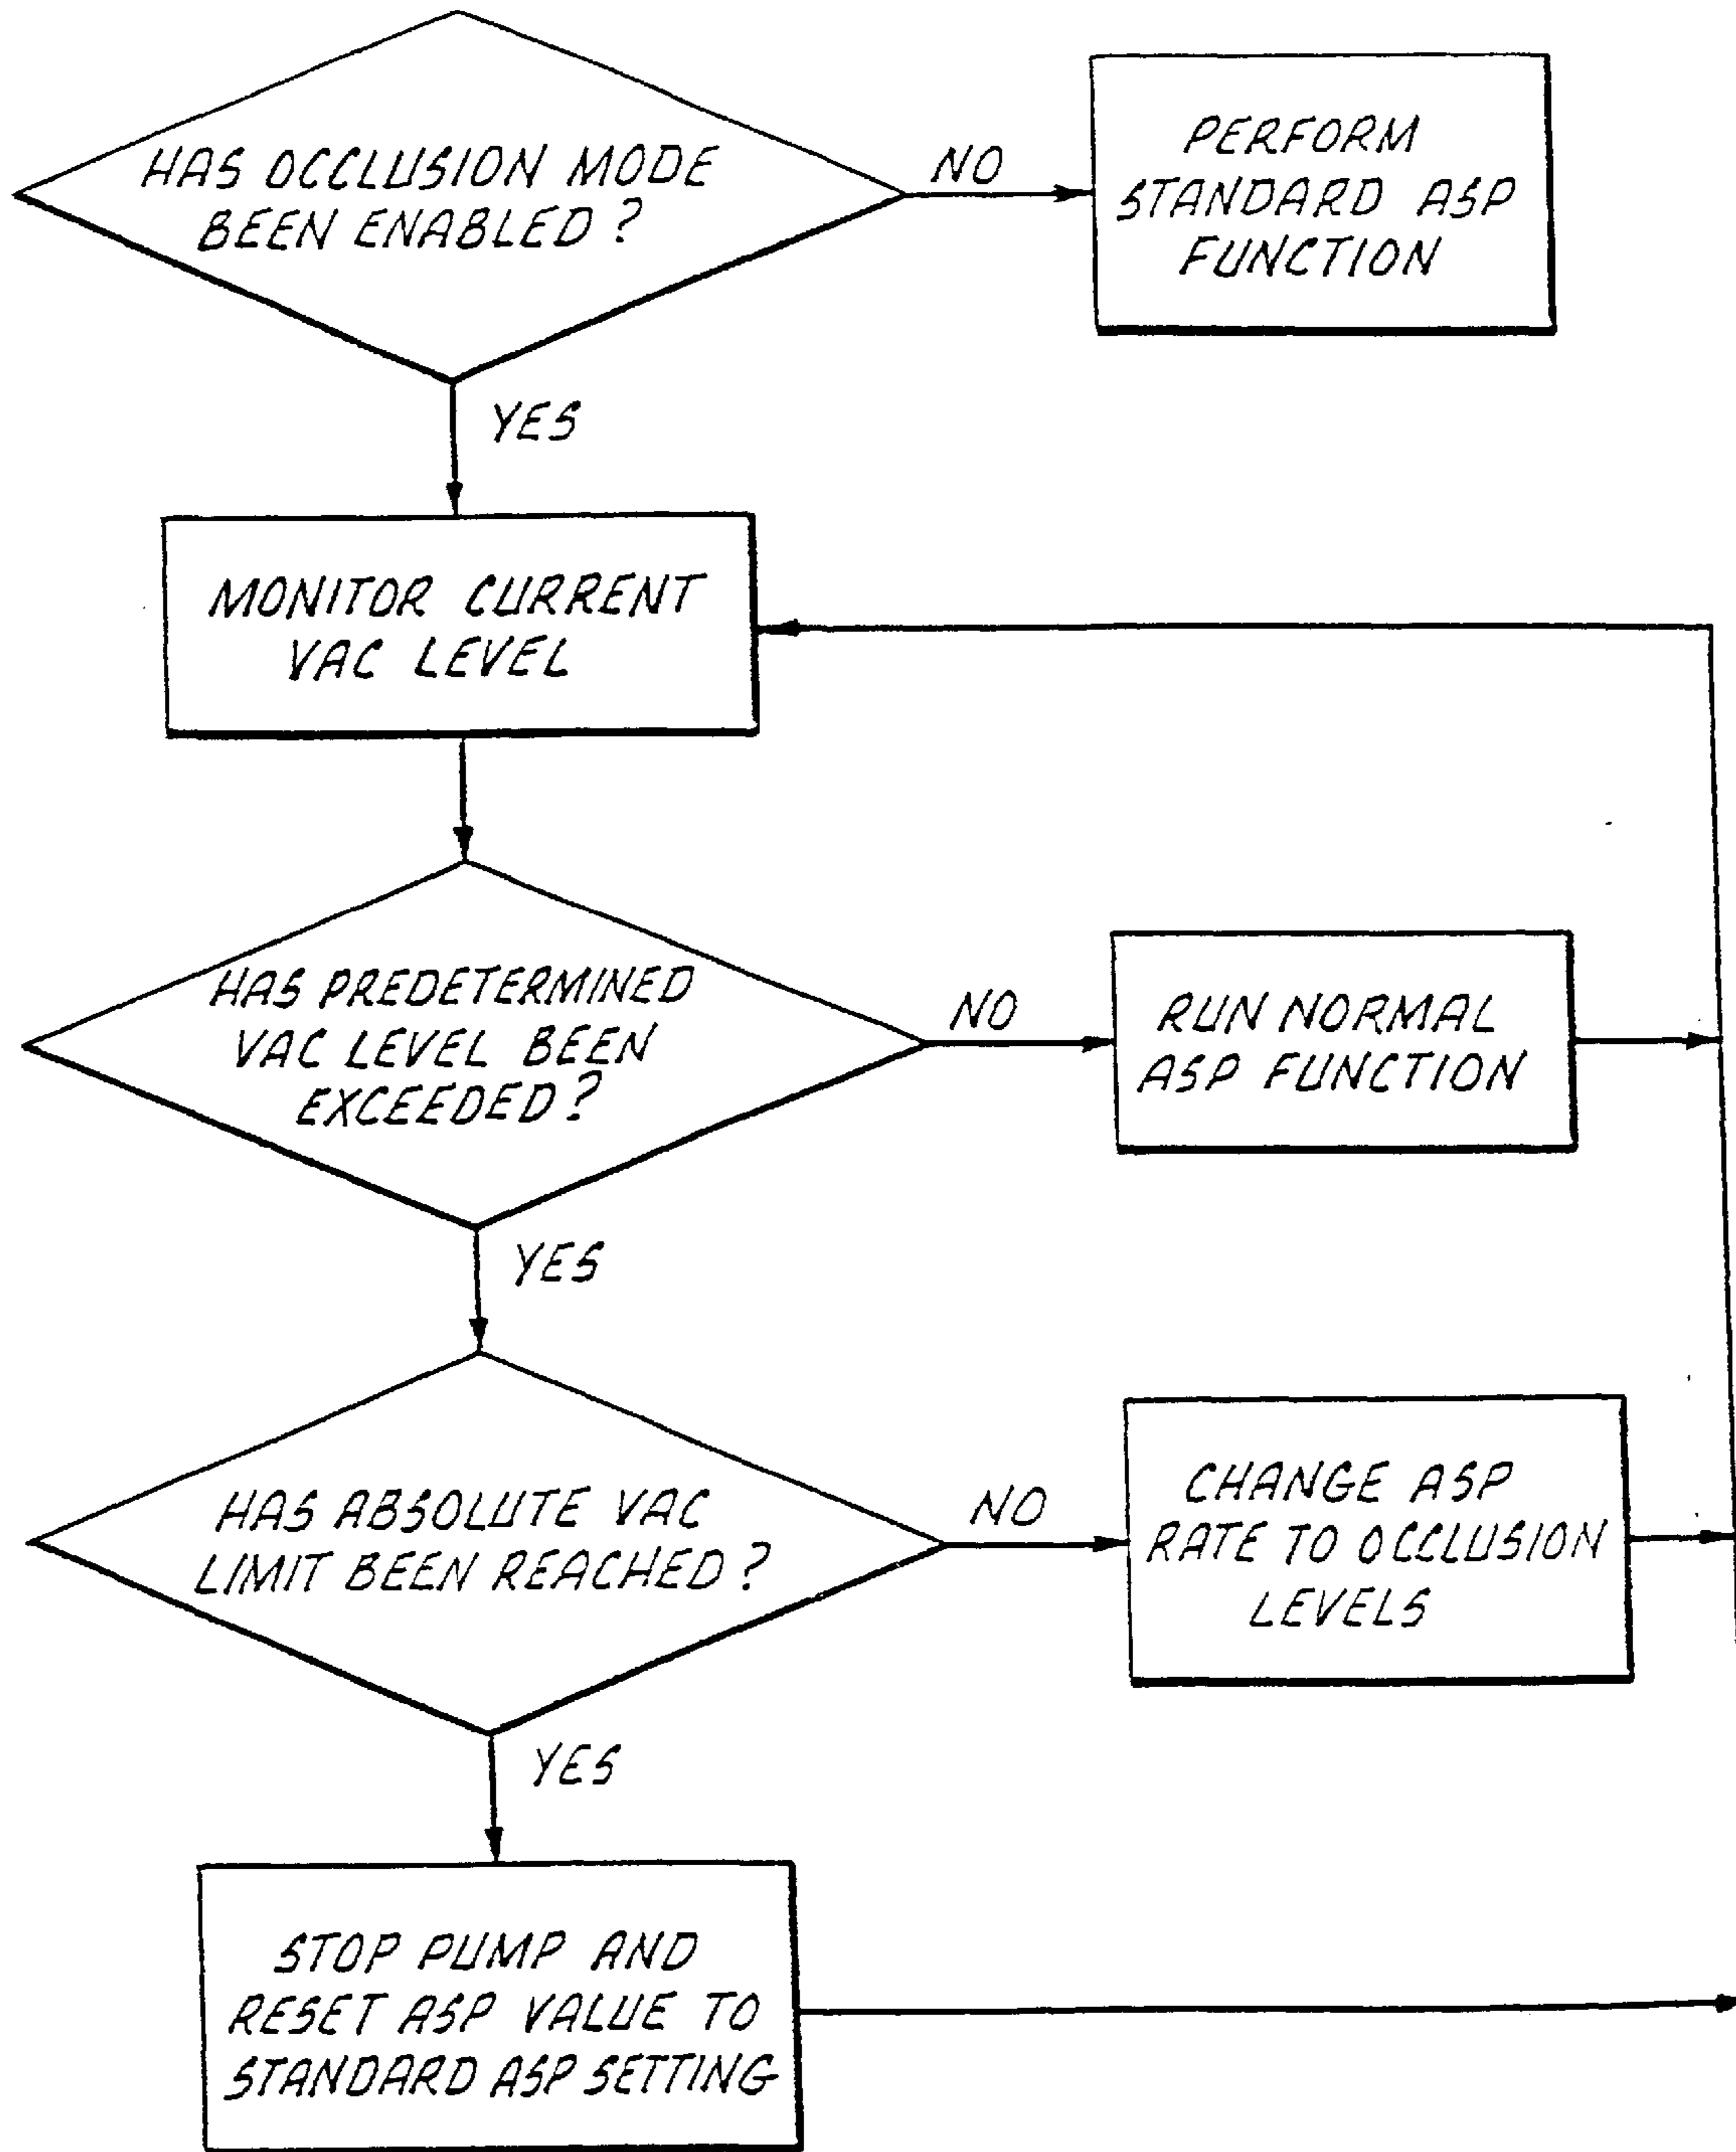 HAS OCCLUSION MODE
BEEN ENABLED?
NO
PERFORM
STANDARD ASP
FUNCTION
YES
MONITOR CURRENT
VAC LEVEL
HAS PREDETERMINED
VAC LEVEL BEEN
EXCEEDED?
NO
RUN NORMAL
ASP FUNCTION
YES
HAS ABSOLUTE VAC
LIMIT BEEN REACHED?
NO
CHANGE ASP
RATE TO OCCLUSION
LEVELS
YES
STOP PUMP AND
RESET ASP VALUE TO
STANDARD ASP SETTING